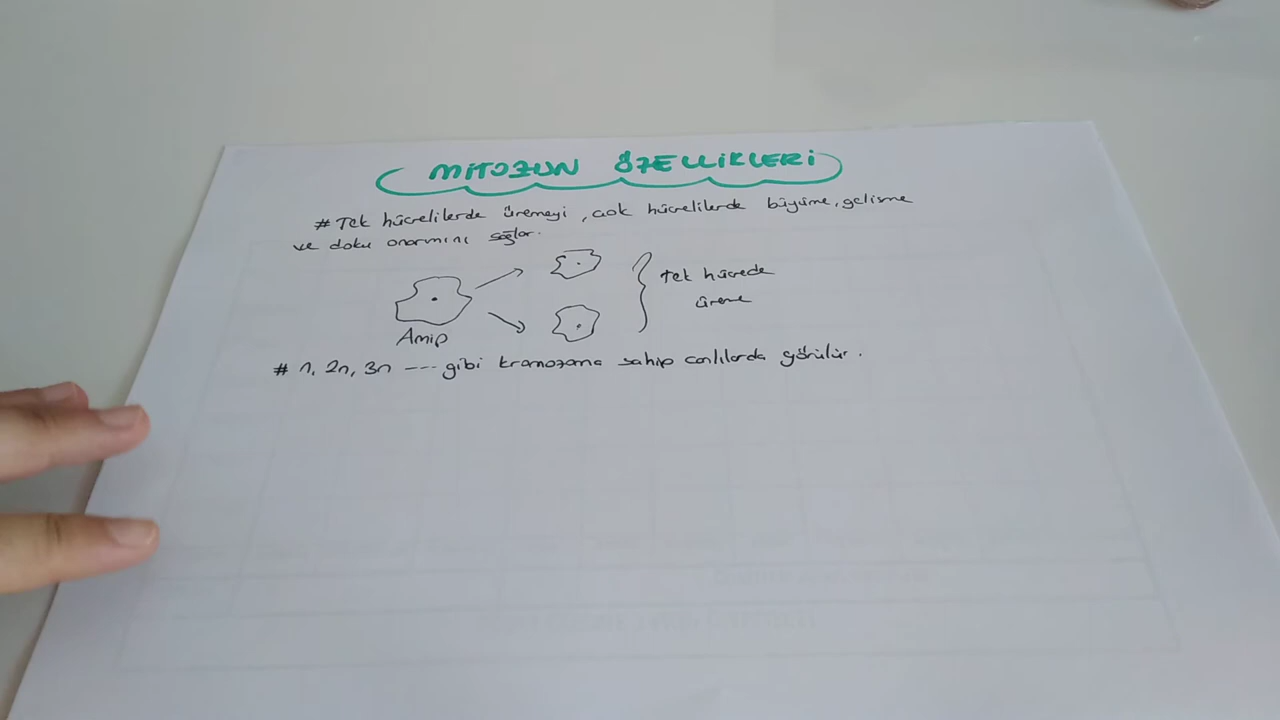 MİTOZUN ÖZELLİKLERİ
# Tek hücrelilerde üremeyi, çok hücrelilerde büyüme, gelişme
ve doku onarımını sağlar.
Tek hücrede
üreme
Amip
# n, 2n, 3n --- gibi kromozoma sahip canlılarda görülür.